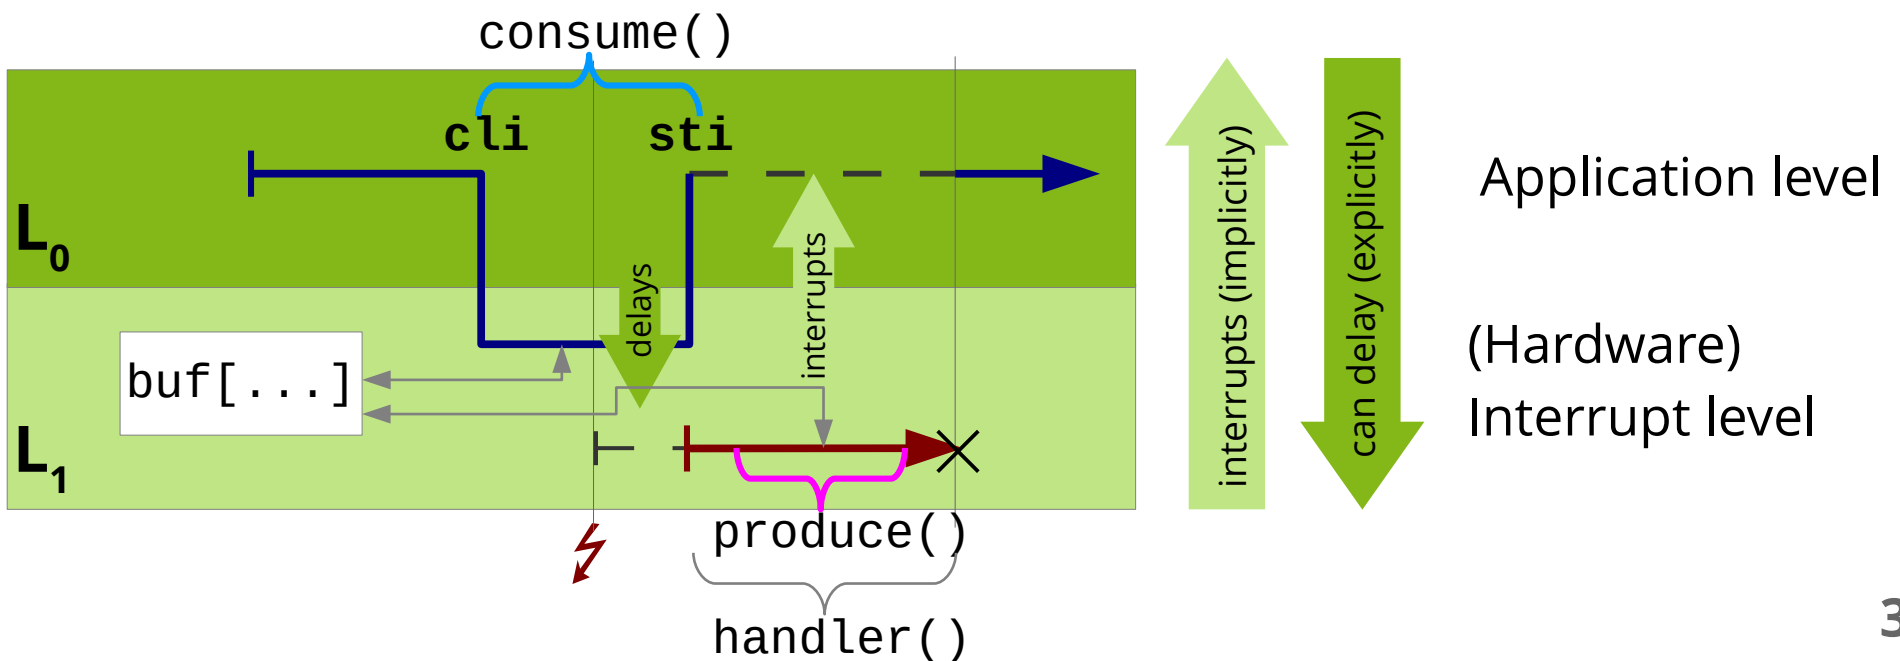 consume()
cli
sti
L0
delays
interrupts
buf[...]
L1
produce()
handler()
interrupts (implicitly)
can delay (explicitly)
Application level
(Hardware)
Interrupt level
3